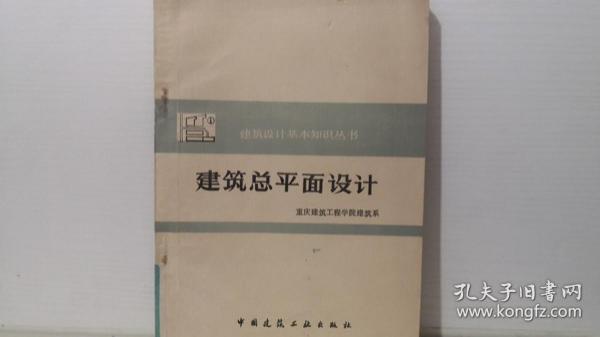 建筑设计基本知识丛书
建筑总平面设计
重庆建筑工程学院建筑系
中国建筑工业出版社
孔夫子旧书网
www.kongfz.com